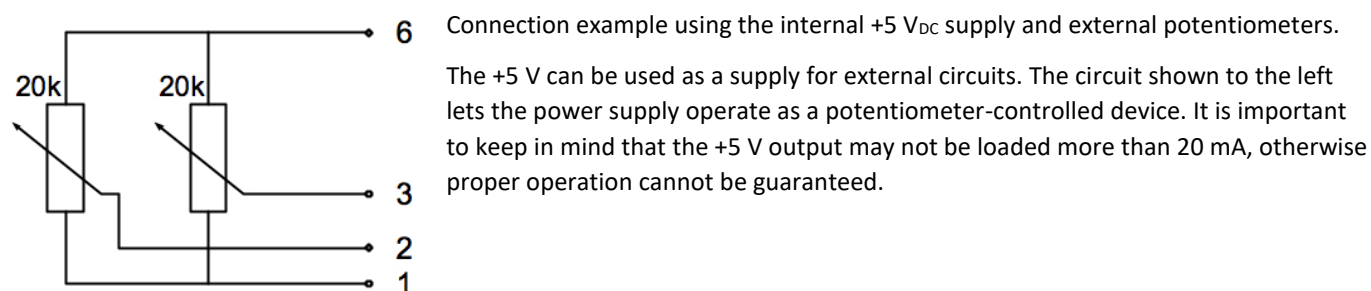 6
20k
20k
3
2
1
Connection example using the internal +5 VDC supply and external potentiometers.
The +5 V can be used as a supply for external circuits. The circuit shown to the left
lets the power supply operate as a potentiometer-controlled device. It is important
to keep in mind that the +5 V output may not be loaded more than 20 mA, otherwise
proper operation cannot be guaranteed.